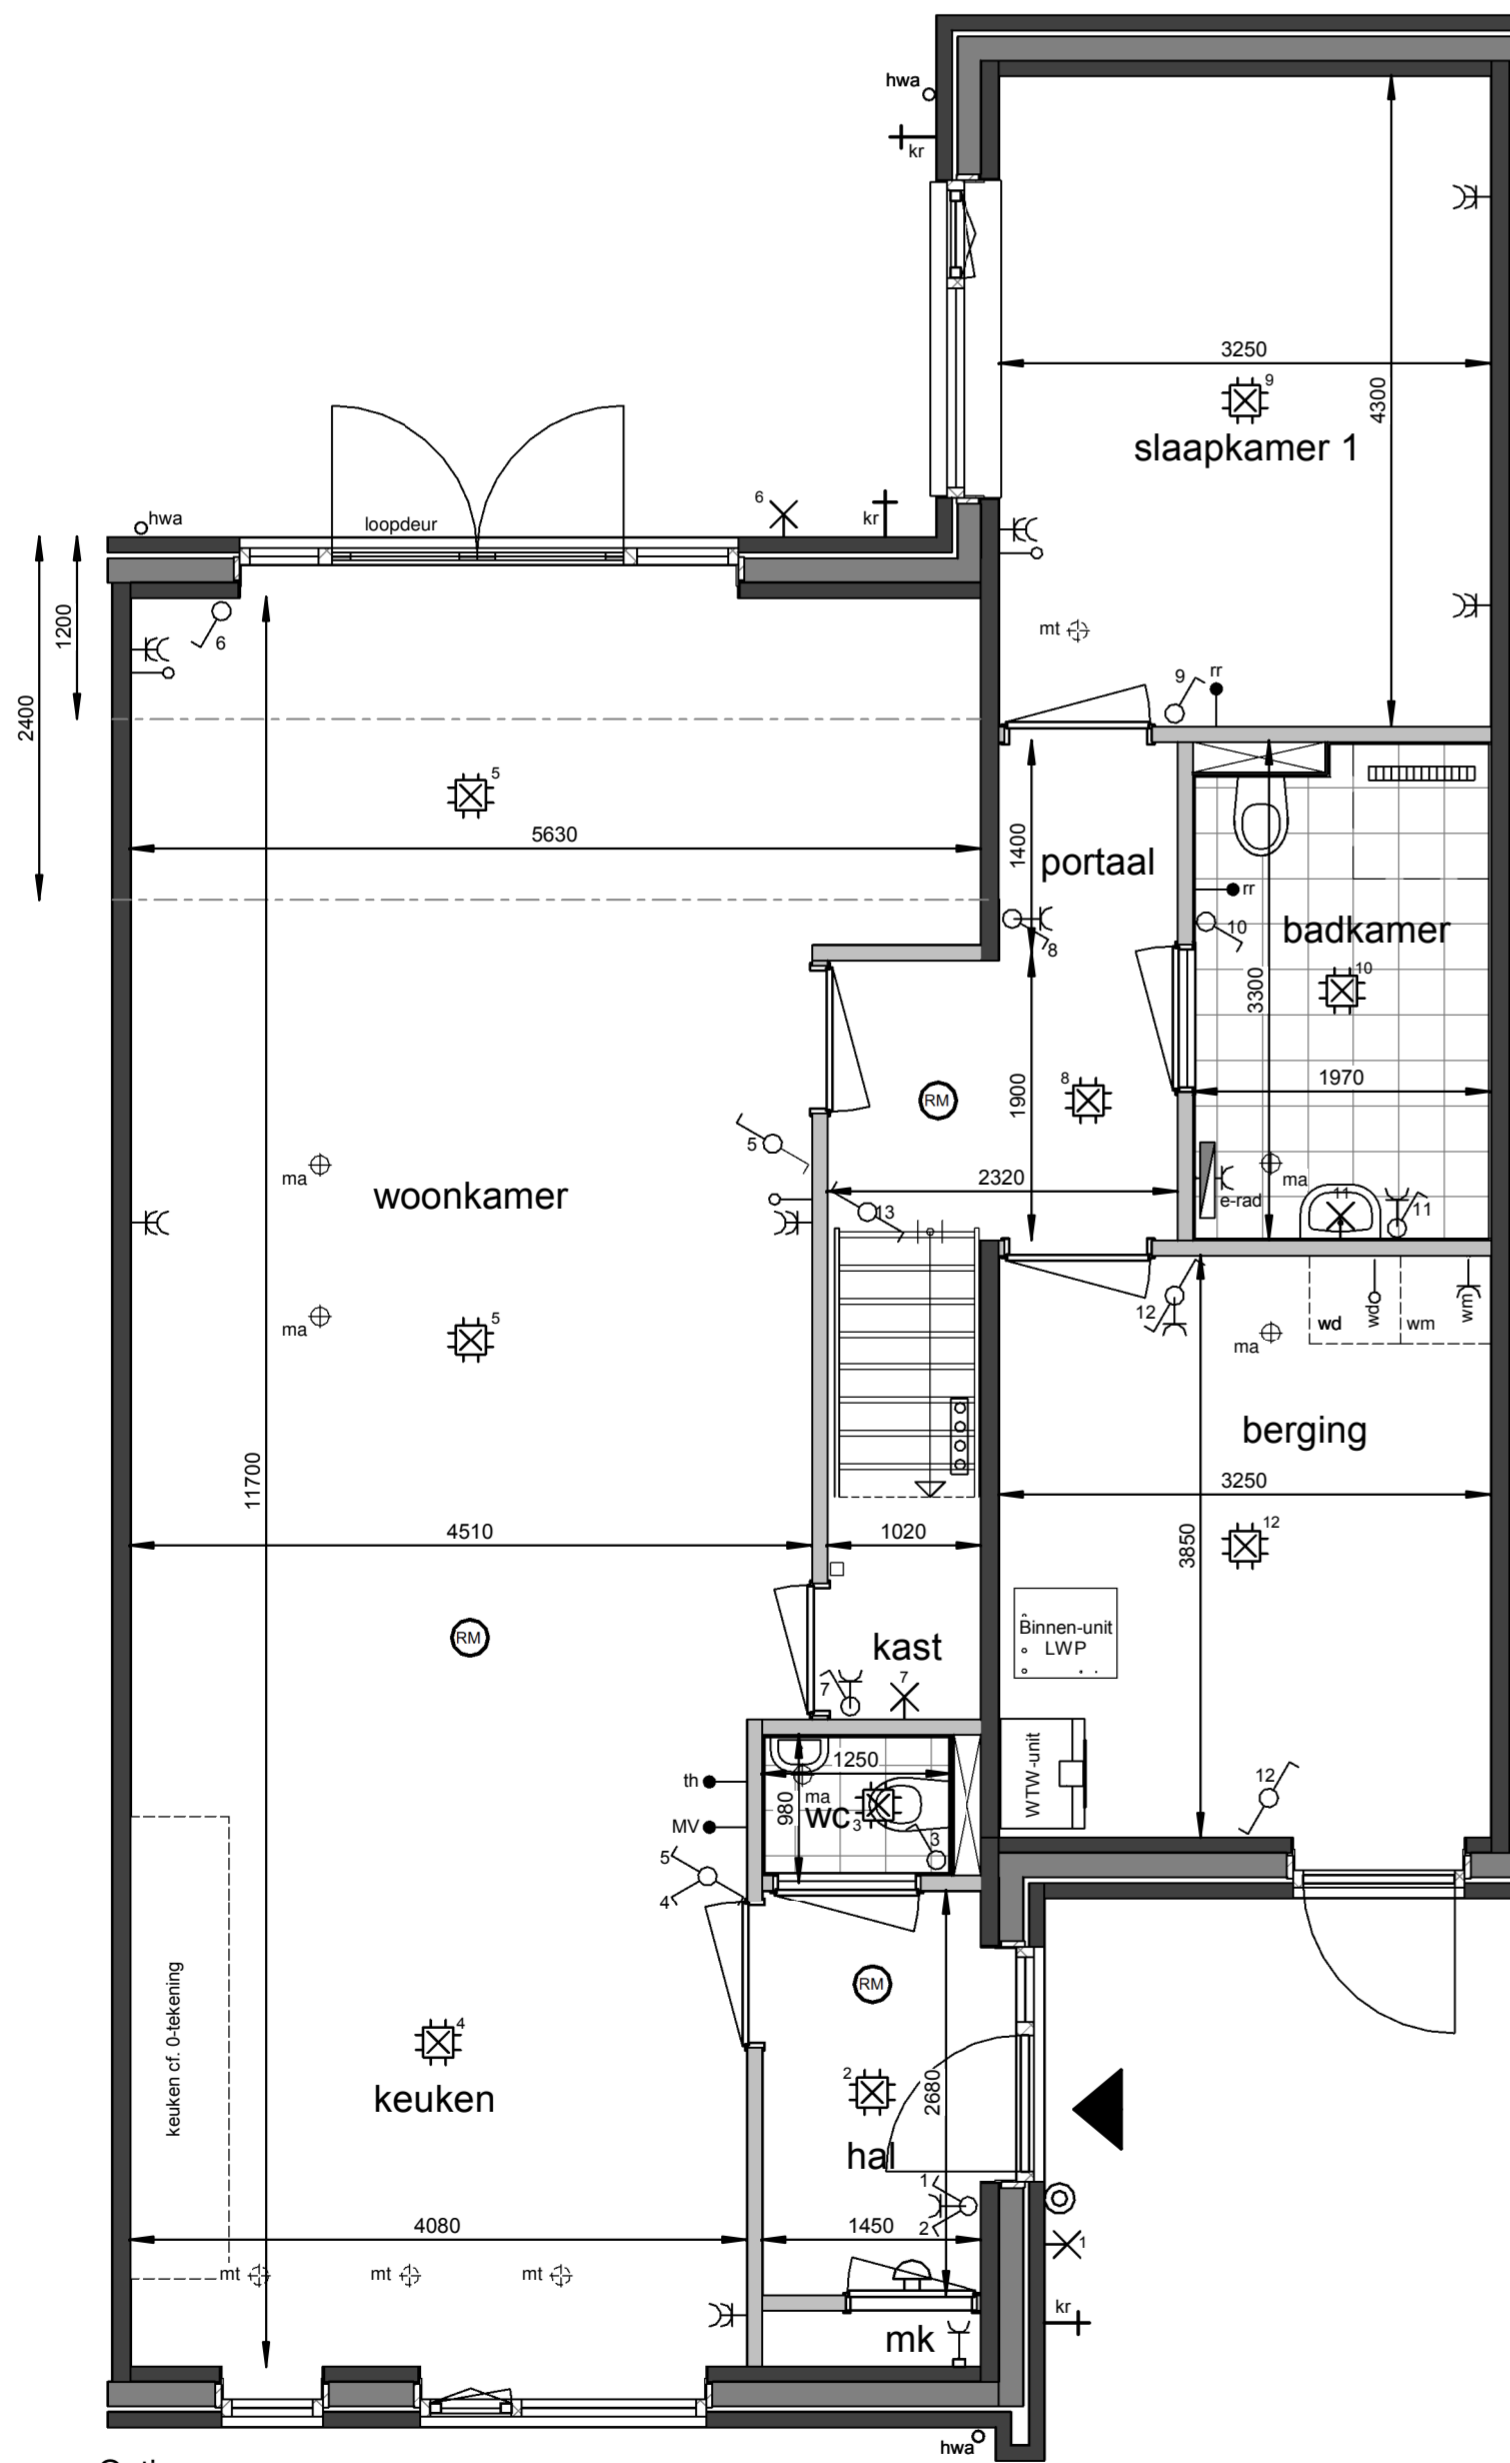 hwa
kr
3250
9
4300
slaapkamer 1
6
hwa
loopdeur
kr
1200
6
2400
mt
9
rr
5
5630
1400
portaal
rr
8
10
badkamer
10
3300
1970
8
RM
1900
5
ma
woonkamer
2320
13
ma
e-rad
11
11
12
wd
wd
wm
wm
ma
ma
5
berging
11700
3250
4510
1020
12
3850
RM
Binnen-unit
LWP
kast
7
7
WTW-unit
1250
th
980
ma
wc
3
3
MV
12
5
4
RM
keuken cf. 0-tekening
4
keuken
2
2680
hal
1
4080
1450
2
1
mt
mt
mt
kr
mk
hwa